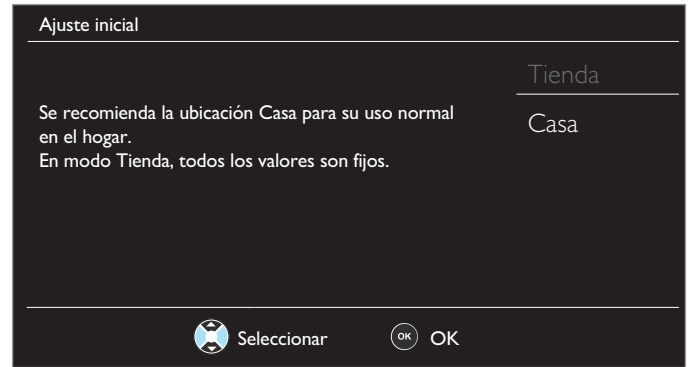 Ajuste inicial
Tienda
Se recomienda la ubicación Casa para su uso normal
en el hogar.
En modo Tienda, todos los valores son fijos.
Casa
Seleccionar
OK OK